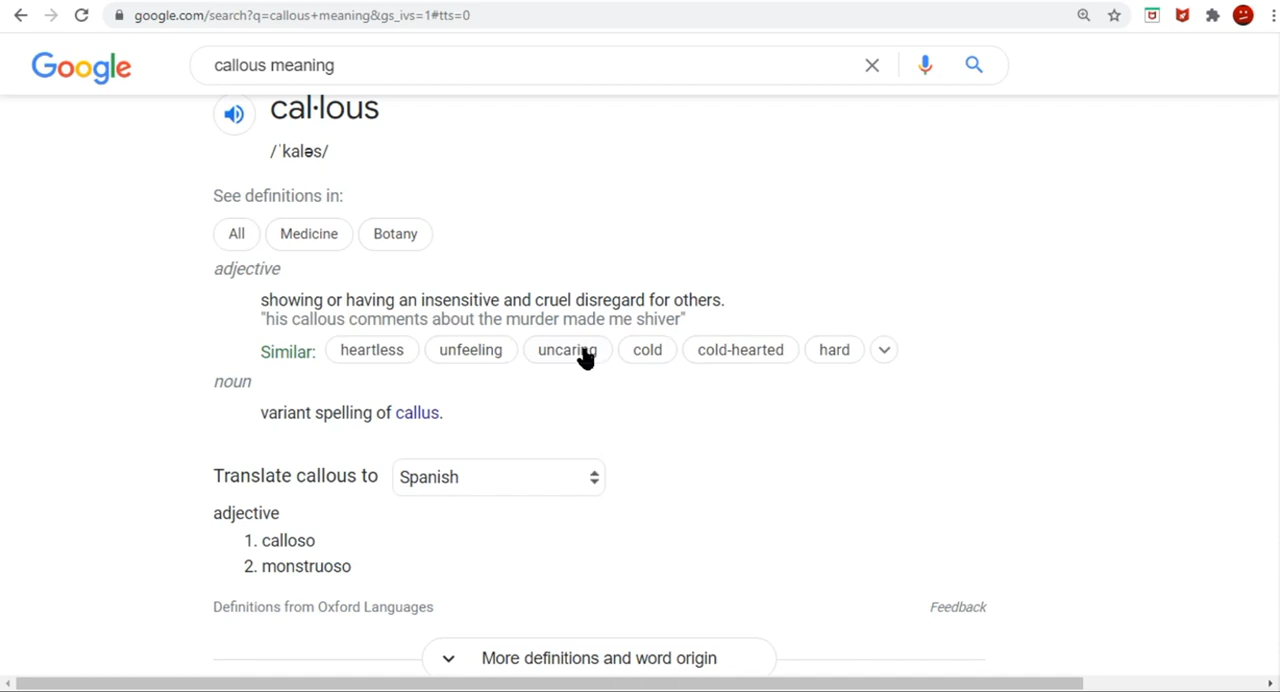 google.com/search?q=callous+meaning&gs_ivs=1#tts=0
Google
callous meaning
cal·lous
/ˈkaləs/
See definitions in:
All Medicine Botany
adjective
showing or having an insensitive and cruel disregard for others.
"his callous comments about the murder made me shiver"
Similar: heartless unfeeling uncaring cold cold-hearted hard
noun
variant spelling of callus.
Translate callous to Spanish
adjective
1. calloso
2. monstruoso
Definitions from Oxford Languages Feedback
More definitions and word origin